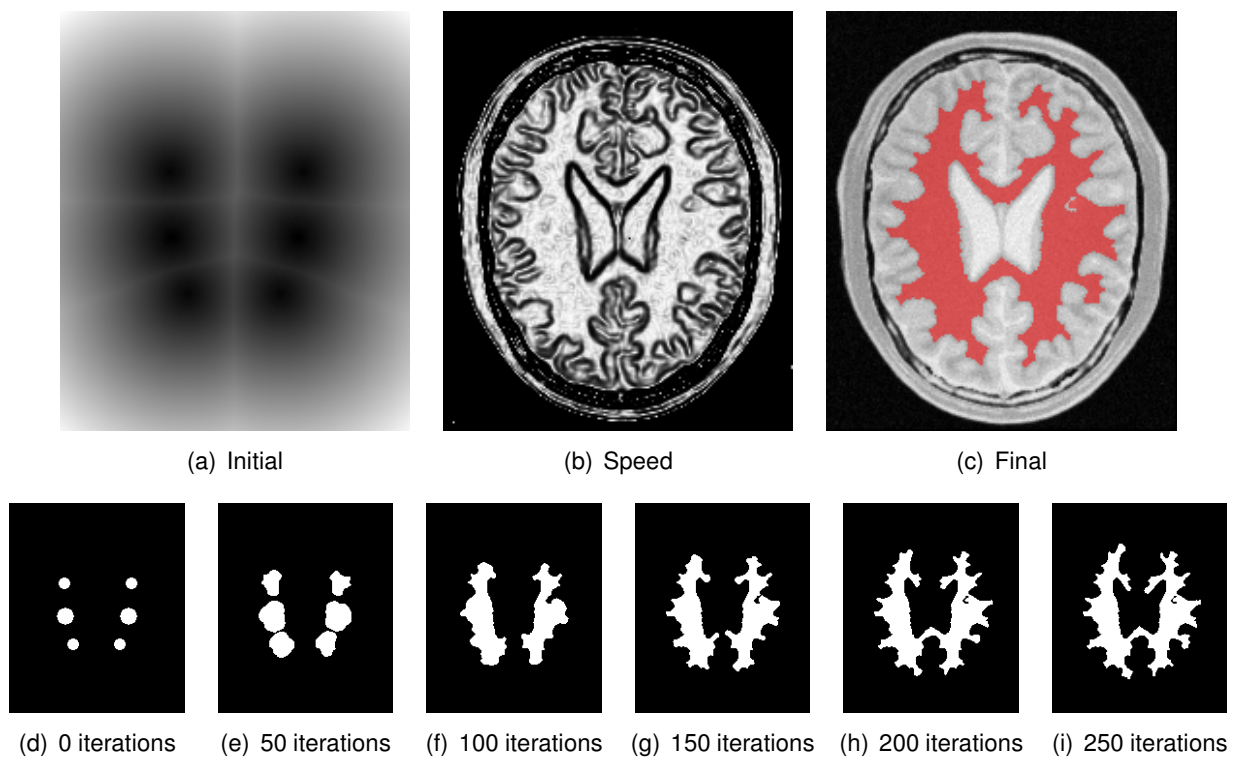 (a) Initial
(b) Speed
(c) Final
(d) 0 iterations
(e) 50 iterations
(f) 100 iterations
(g) 150 iterations
(h) 200 iterations
(i) 250 iterations